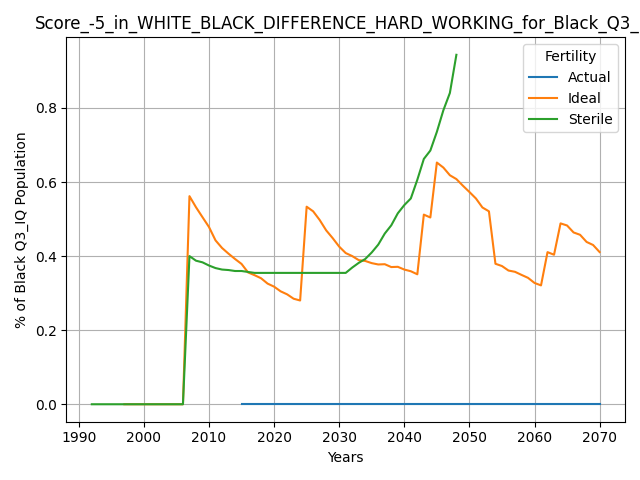 Score_-5_in_WHITE_BLACK_DIFFERENCE_HARD_WORKING_for_Black_Q3_
Fertility
Actual
Ideal
Sterile
% of Black Q3_IQ Population
0.8
0.6
0.4
0.2
0.0
1990 2000 2010 2020 2030 2040 2050 2060 2070
Years